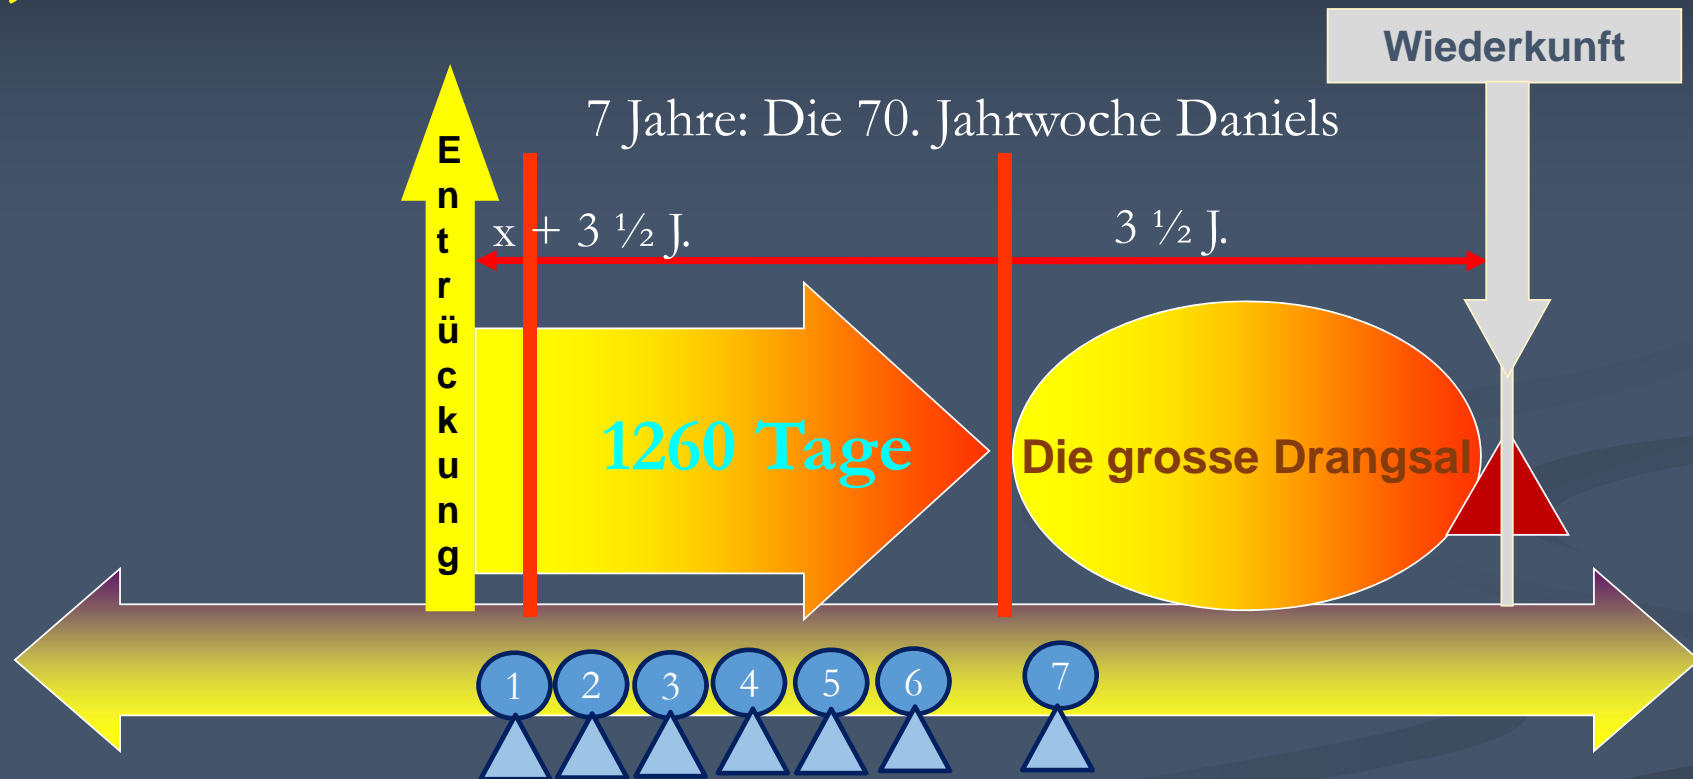 Wiederkunft
7 Jahre: Die 70. Jahrwoche Daniels
Entrückung
x + 3 ½ J.
3 ½ J.
1260 Tage
Die grosse Drangsal
1
2
3
4
5
6
7